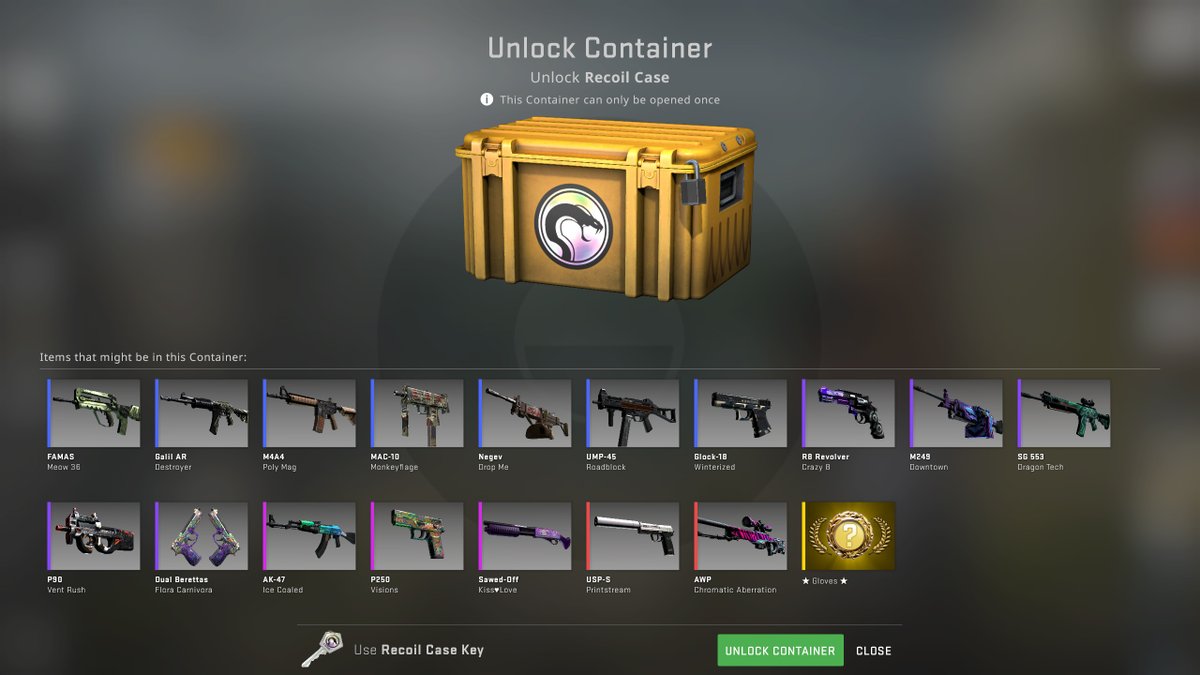 Unlock Container
Unlock Recoil Case
i This Container can only be opened once
Items that might be in this Container:
FAMAS
Meow 36
Galil AR
Destroyer
M4A4
Poly Mag
MAC-10
Monkeyflage
Negev
Drop Me
UMP-45
Roadblock
Glock-18
Winterized
R8 Revolver
Crazy 8
M249
Downtown
SG 553
Dragon Tech
P90
Vent Rush
Dual Berettas
Flora Carnivora
AK-47
Ice Coaled
P250
Visions
Sawed-Off
Kiss♥Love
USP-S
Printstream
AWP
Chromatic Aberration
?
★ Gloves ★
Use Recoil Case Key
UNLOCK CONTAINER
CLOSE